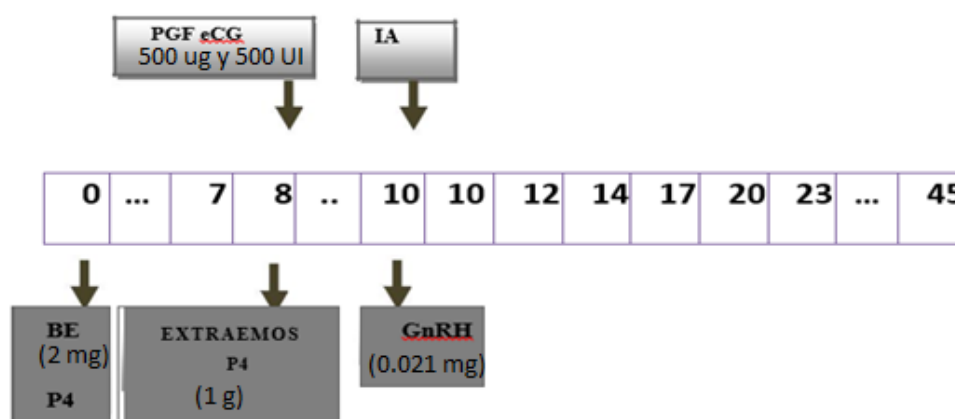 PGF eCG
500 ug y 500 UI
IA
0 ... 7 8 .. 10 10 12 14 17 20 23 ... 45
BE
(2 mg)
P4
EXTRAEMOS
P4
(1 g)
GnRH
(0.021 mg)